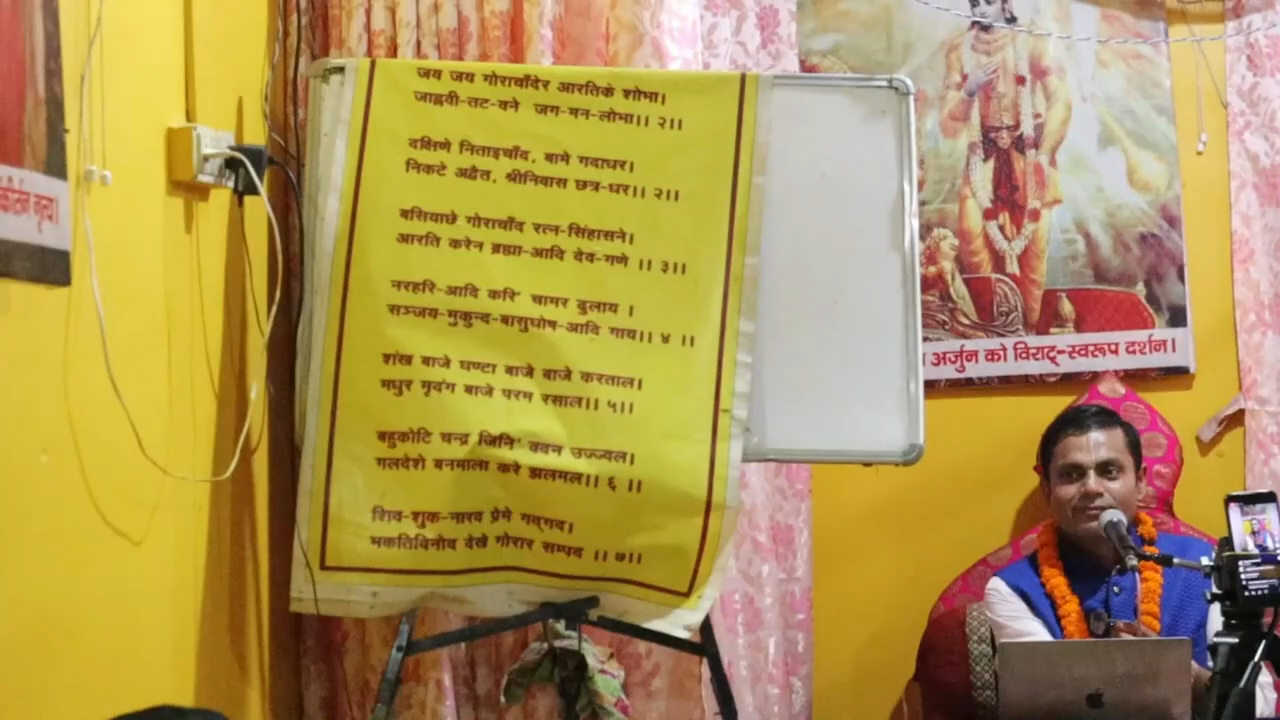 कीर्तन नृत्य।
जय जय गोराचाँदेर आरतिके शोभा।
जाह्नवी-तट-वने जग-मन-लोभा।। २।।
दक्षिणे निताइचाँद, बामे गदाधर।
निकटे अद्वैत, श्रीनिवास छत्र-धर।। २।।
बसियाछे गोराचाँद रत्न-सिंहासने।
आरति करेन ब्रह्मा-आदि देव-गणे ।। ३।।
नरहरि-आदि करि' चामर ढुलाय ।
सञ्जय-मुकुन्द-बासुघोष-आदि गाय।। ४ ।।
शंख बाजे घण्टा बाजे बाजे करताल।
मधुर मृदंग बाजे परम रसाल।। ५।।
बहुकोटि चन्द्र जिनि' वदन उज्ज्वल।
गलदेशे बनमाला करे झलमल।। ६ ।।
शिव-शुक-नारद प्रेमे गद्गद।
भकतिविनोद देखे गोरार सम्पद ।। ७।।
अर्जुन को विराट्-स्वरूप दर्शन।